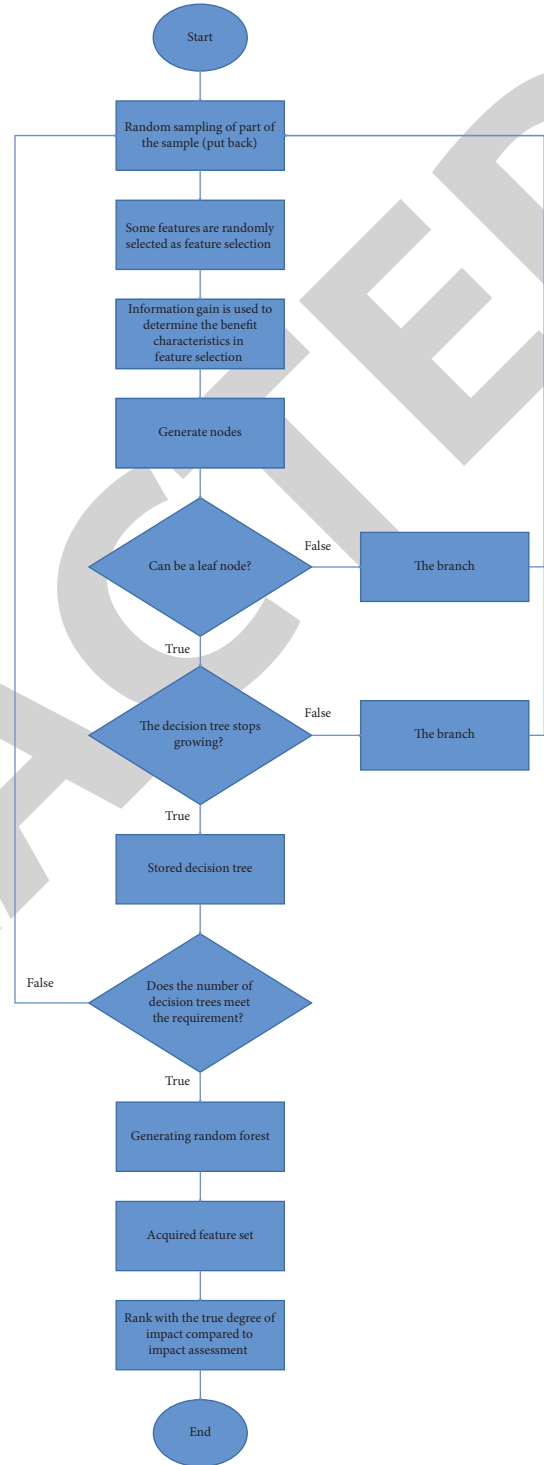 Start
Random sampling of part of
the sample (put back)
Some features are randomly
selected as feature selection
Information gain is used to
determine the benefit
characteristics in
feature selection
Generate nodes
Can be a leaf node?
False
The branch
True
The decision tree stops
growing?
False
The branch
True
Stored decision tree
Does the number of
decision trees meet
the requirement?
False
True
Generating random forest
Acquired feature set
Rank with the true degree of
impact compared to
impact assessment
End